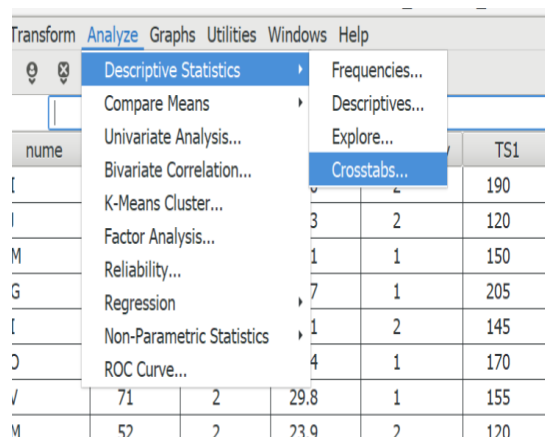 Transform Analyze Graphs Utilities Windows Help
Descriptive Statistics
Compare Means
Univariate Analysis...
Bivariate Correlation...
K-Means Cluster...
Factor Analysis...
Reliability...
Regression
Non-Parametric Statistics
ROC Curve...
Frequencies...
Descriptives...
Explore...
Crosstabs...
nume TS1
I 2 190
3 2 120
M 1 1 150
G 7 1 205
I 1 2 145
O 4 1 170
V 71 2 29.8 1 155
M 52 2 23.9 2 120